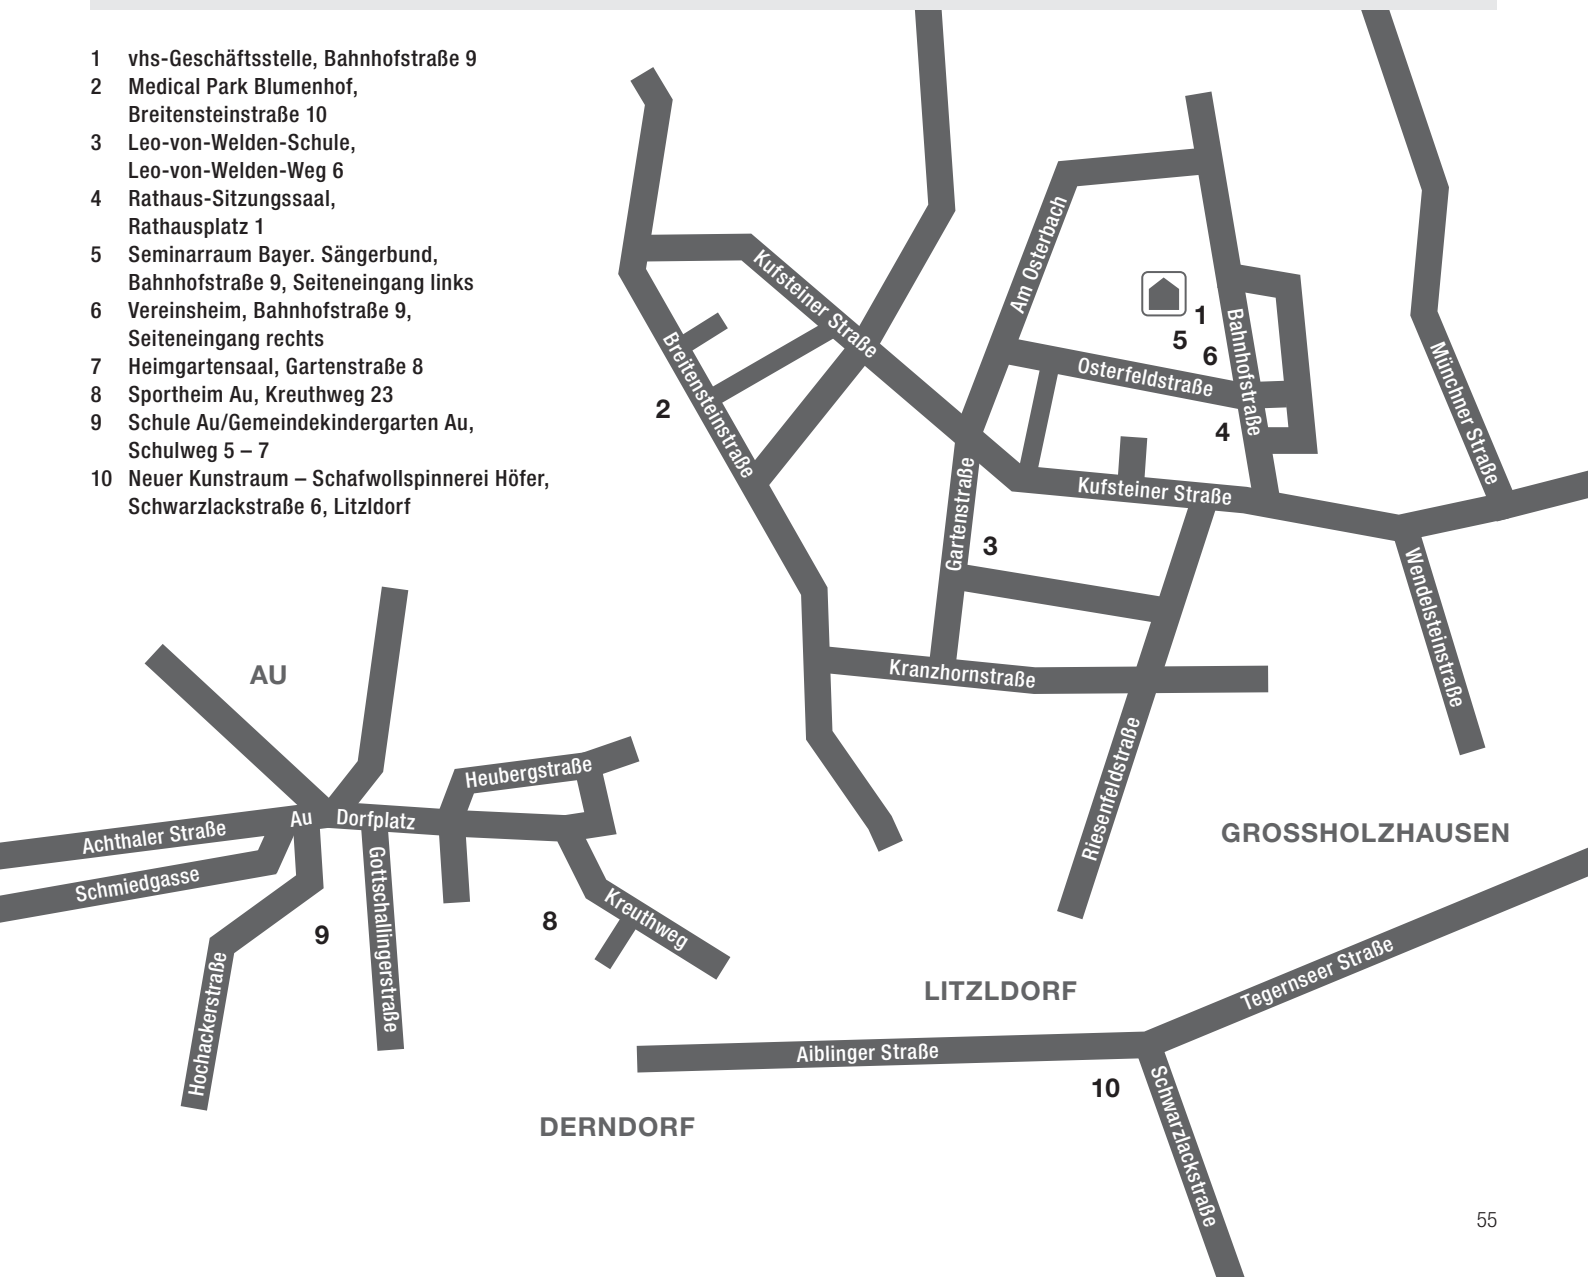 1 vhs-Geschäftsstelle, Bahnhofstraße 9
2 Medical Park Blumenhof,
Breitensteinstraße 10
3 Leo-von-Welden-Schule,
Leo-von-Welden-Weg 6
4 Rathaus-Sitzungssaal,
Rathausplatz 1
5 Seminarraum Bayer. Sängerbund,
Bahnhofstraße 9, Seiteneingang links
6 Vereinsheim, Bahnhofstraße 9,
Seiteneingang rechts
7 Heimgartensaal, Gartenstraße 8
8 Sportheim Au, Kreuthweg 23
9 Schule Au/Gemeindekindergarten Au,
Schulweg 5 – 7
10 Neuer Kunstraum – Schafwollspinnerei Höfer,
Schwarzlackstraße 6, Litzldorf
Kufsteiner Straße
Am Osterbach
1
5
6
Bahnhofstraße
Breitensteinstraße
Osterfeldstraße
Münchner Straße
2
4
Gartenstraße
Kufsteiner Straße
3
Wendelsteinstraße
Kranzhornstraße
Riesenfeldstraße
AU
Heubergstraße
Achthaler Straße
Au
Dorfplatz
Schmiedgasse
Gottschallingerstraße
Kreuthweg
9
8
Hochackerstraße
GROSSHOLZHAUSEN
LITZLDORF
Tegernseer Straße
Aiblinger Straße
10
Schwarzlackstraße
DERNDORF
55